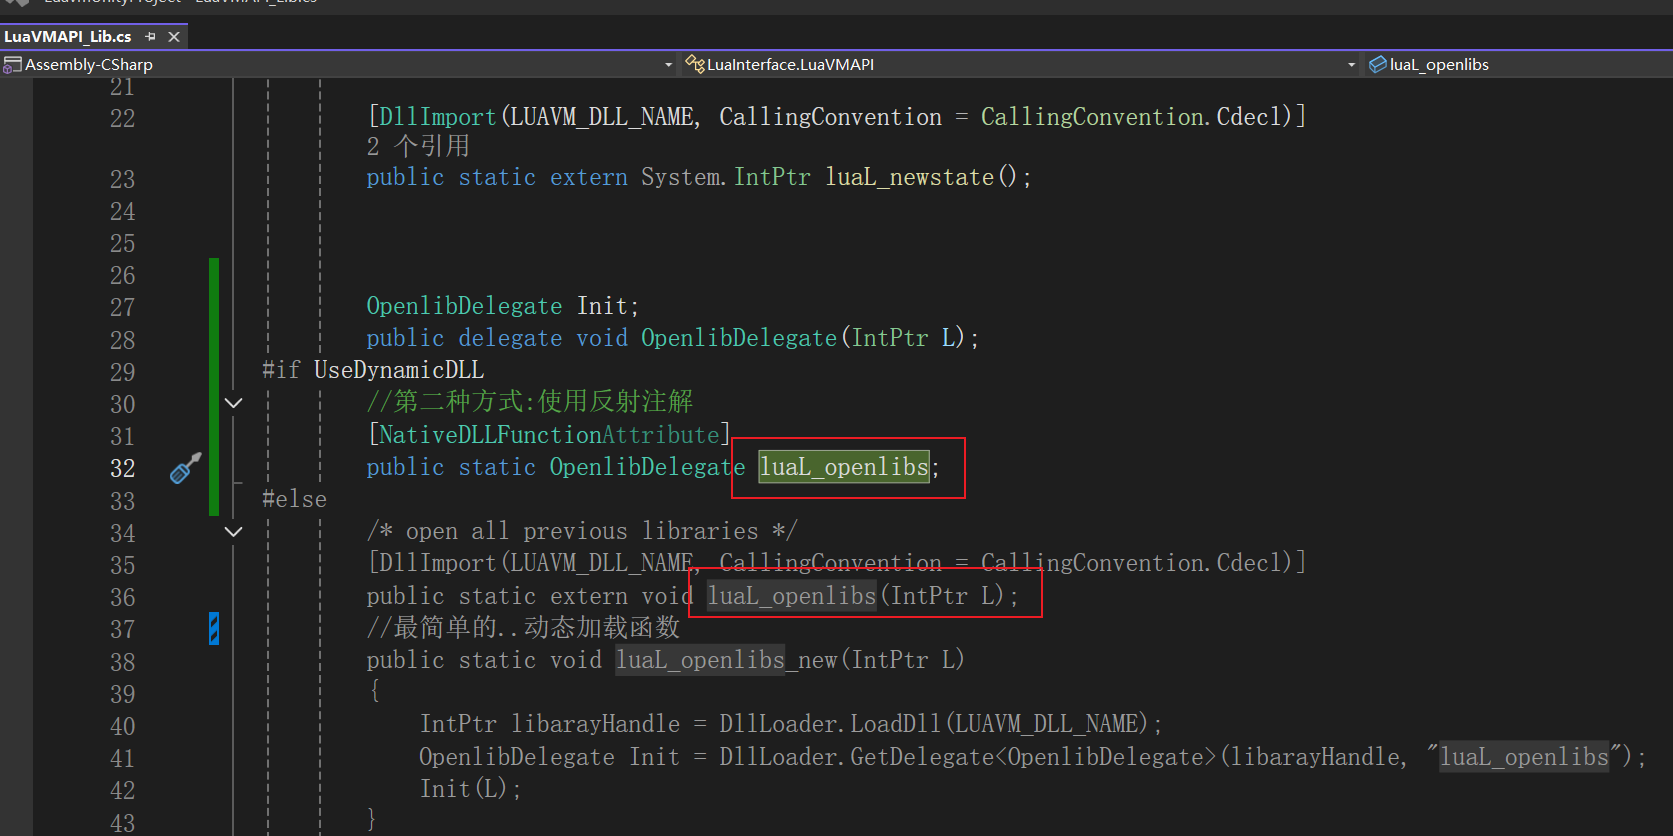 LuaVMAPI_Lib.cs
Assembly-CSharp LuaInterface.LuaVMAPI luaL_openlibs
21
22 [DllImport(LUAVM_DLL_NAME, CallingConvention = CallingConvention.Cdecl)]
2 个引用
23 public static extern System.IntPtr luaL_newstate();
24
25
26
27 OpenlibDelegate Init;
28 public delegate void OpenlibDelegate(IntPtr L);
29 #if UseDynamicDLL
30 //第二种方式:使用反射注解
31 [NativeDLLFunctionAttribute]
32 public static OpenlibDelegate luaL_openlibs;
33 #else
34 /* open all previous libraries */
35 [DllImport(LUAVM_DLL_NAME, CallingConvention = CallingConvention.Cdecl)]
36 public static extern void luaL_openlibs(IntPtr L);
37 //最简单的..动态加载函数
38 public static void luaL_openlibs_new(IntPtr L)
39 {
40 IntPtr libarayHandle = DllLoader.LoadDll(LUAVM_DLL_NAME);
41 OpenlibDelegate Init = DllLoader.GetDelegate<OpenlibDelegate>(libarayHandle, "luaL_openlibs");
42 Init(L);
43 }